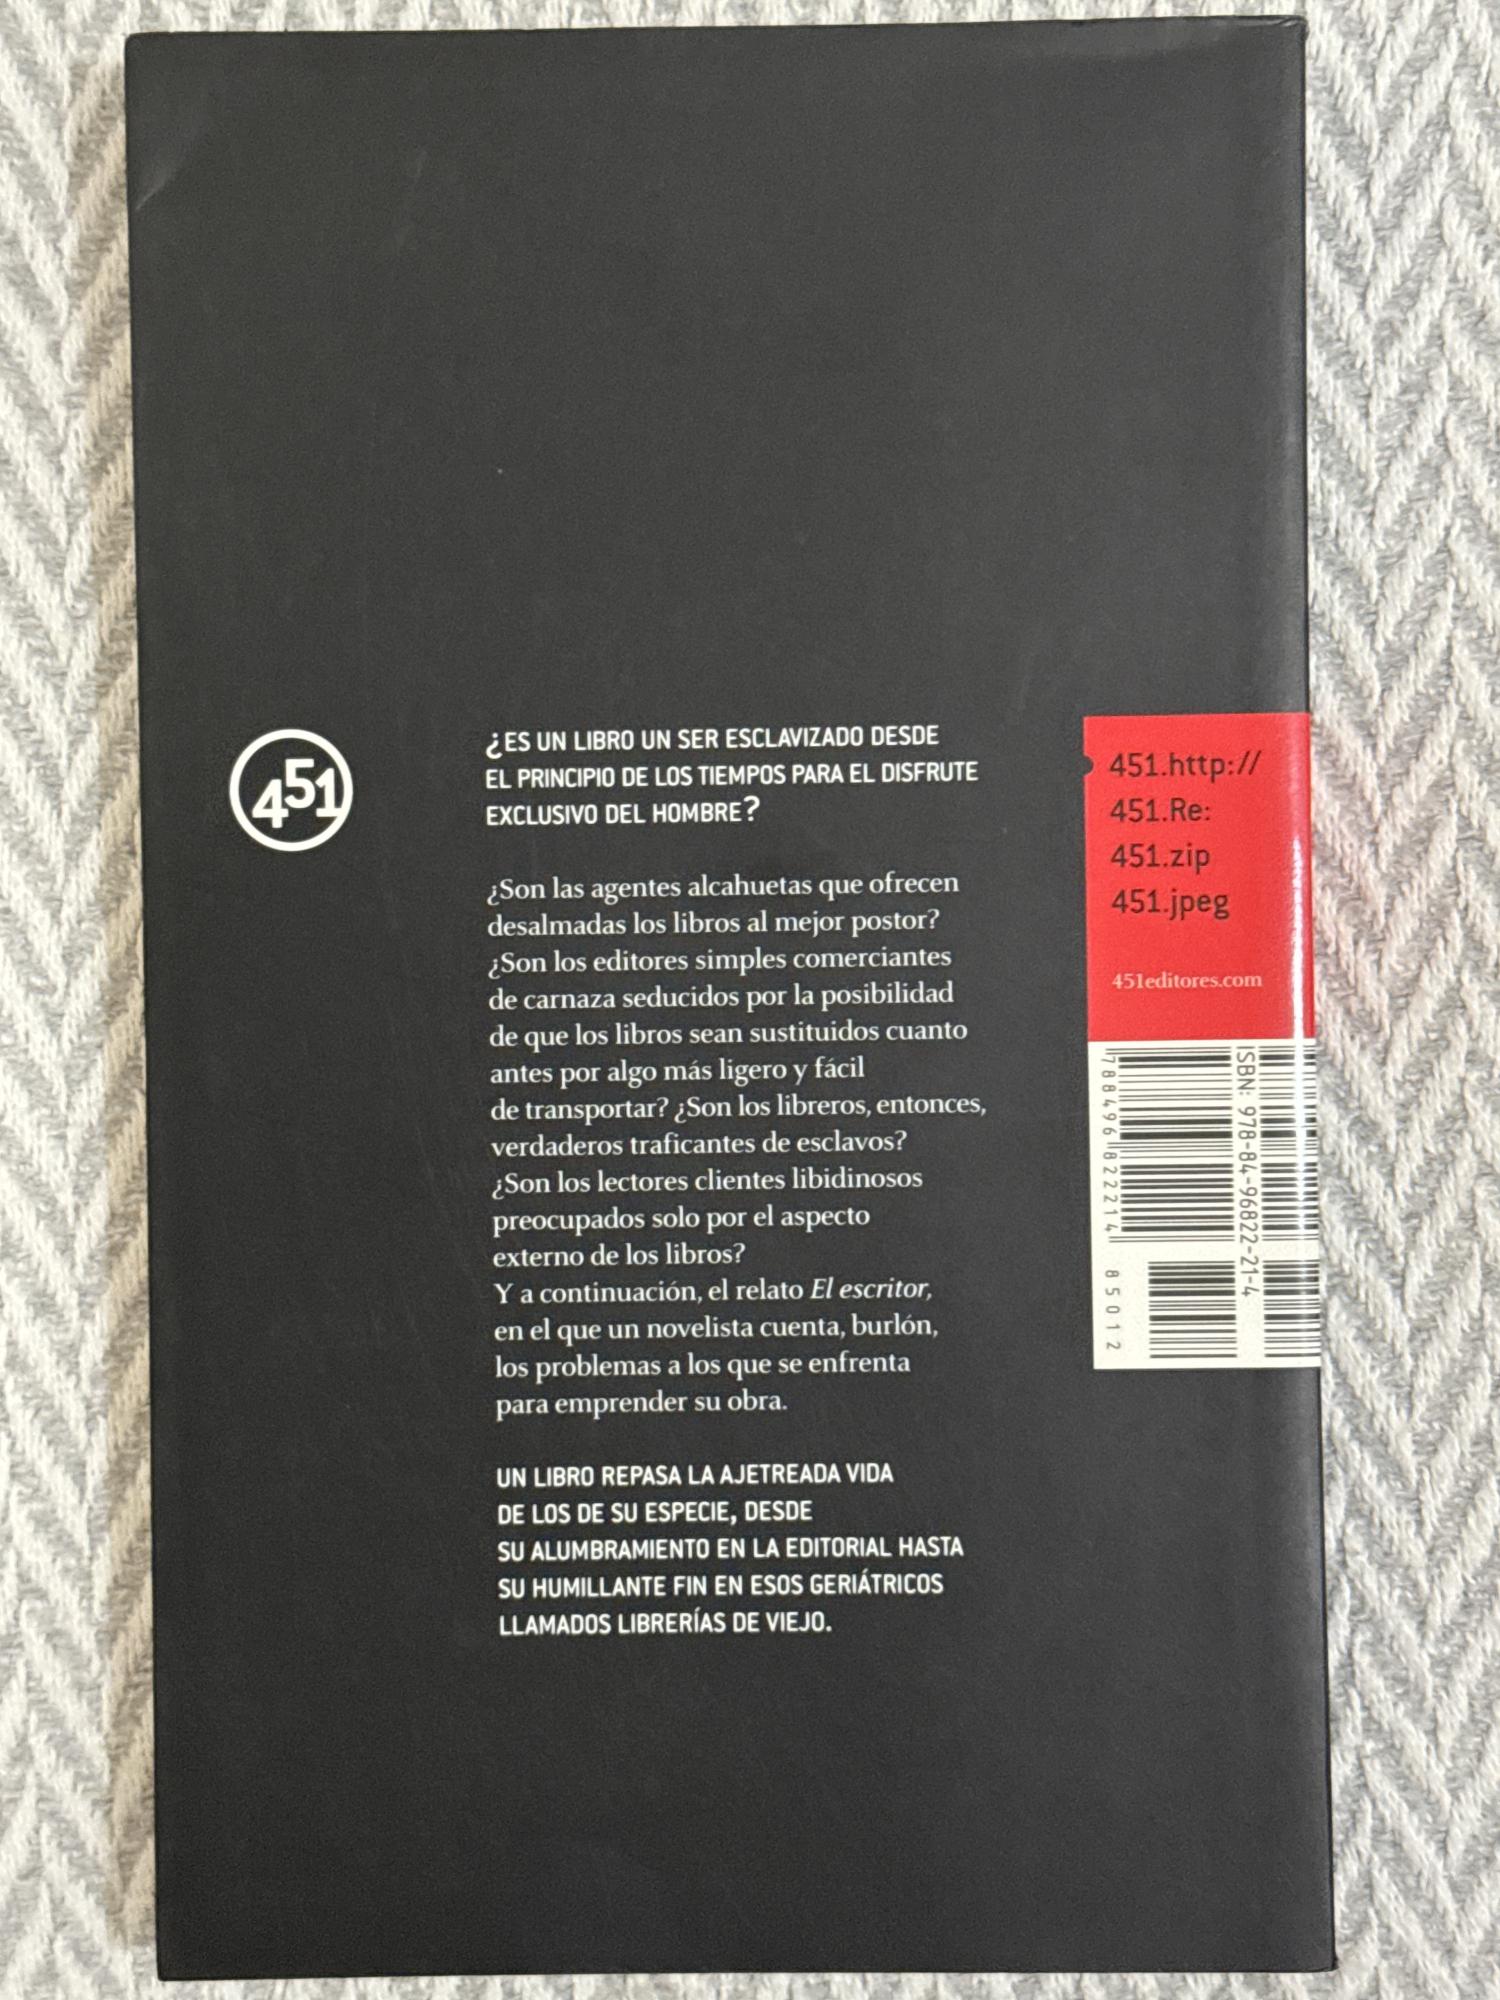 451
¿ES UN LIBRO UN SER ESCLAVIZADO DESDE
EL PRINCIPIO DE LOS TIEMPOS PARA EL DISFRUTE
EXCLUSIVO DEL HOMBRE?
¿Son las agentes alcahuetas que ofrecen
desalmadas los libros al mejor postor?
¿Son los editores simples comerciantes
de carnaza seducidos por la posibilidad
de que los libros sean sustituidos cuanto
antes por algo más ligero y fácil
de transportar? ¿Son los libreros, entonces,
verdaderos traficantes de esclavos?
¿Son los lectores clientes libidinosos
preocupados solo por el aspecto
externo de los libros?
Y a continuación, el relato El escritor,
en el que un novelista cuenta, burlón,
los problemas a los que se enfrenta
para emprender su obra.
UN LIBRO REPASA LA AJETREADA VIDA
DE LOS DE SU ESPECIE, DESDE
SU ALUMBRAMIENTO EN LA EDITORIAL HASTA
SU HUMILLANTE FIN EN ESOS GERIÁTRICOS
LLAMADOS LIBRERÍAS DE VIEJO.
451.http://
451.Re:
451.zip
451.jpeg
451editores.com
ISBN: 978-84-96822-21-4
788496 822214
85012